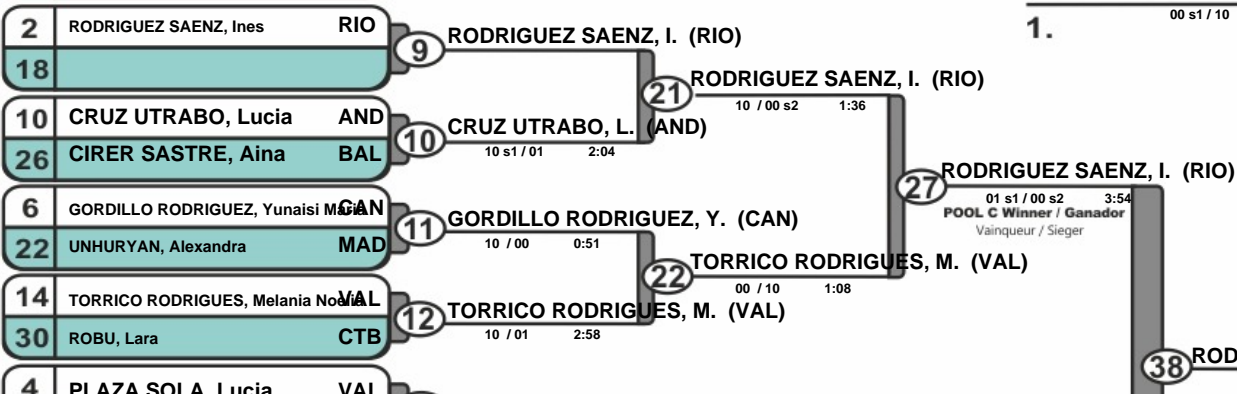 00 s1 / 10
1.
2 RODRIGUEZ SAENZ, Ines RIO
18
9 RODRIGUEZ SAENZ, I. (RIO)
21 RODRIGUEZ SAENZ, I. (RIO)
10 / 00 s2 1:36
10 CRUZ UTRABO, Lucia AND
26 CIRER SASTRE, Aina BAL
10 CRUZ UTRABO, L. (AND)
10 s1 / 01 2:04
27 RODRIGUEZ SAENZ, I. (RIO)
01 s1 / 00 s2 3:54
POOL C Winner / Ganador
Vainqueur / Sieger
6 GORDILLO RODRIGUEZ, Yunaisi Maria CAN
22 UNHURYAN, Alexandra MAD
11 GORDILLO RODRIGUEZ, Y. (CAN)
10 / 00 0:51
22 TORRICO RODRIGUES, M. (VAL)
00 / 10 1:08
14 TORRICO RODRIGUES, Melania Noelia VAL
30 ROBU, Lara CTB
12 TORRICO RODRIGUES, M. (VAL)
10 / 01 2:58
38 ROD
4 PLAZA SOLA, Lucia VAL